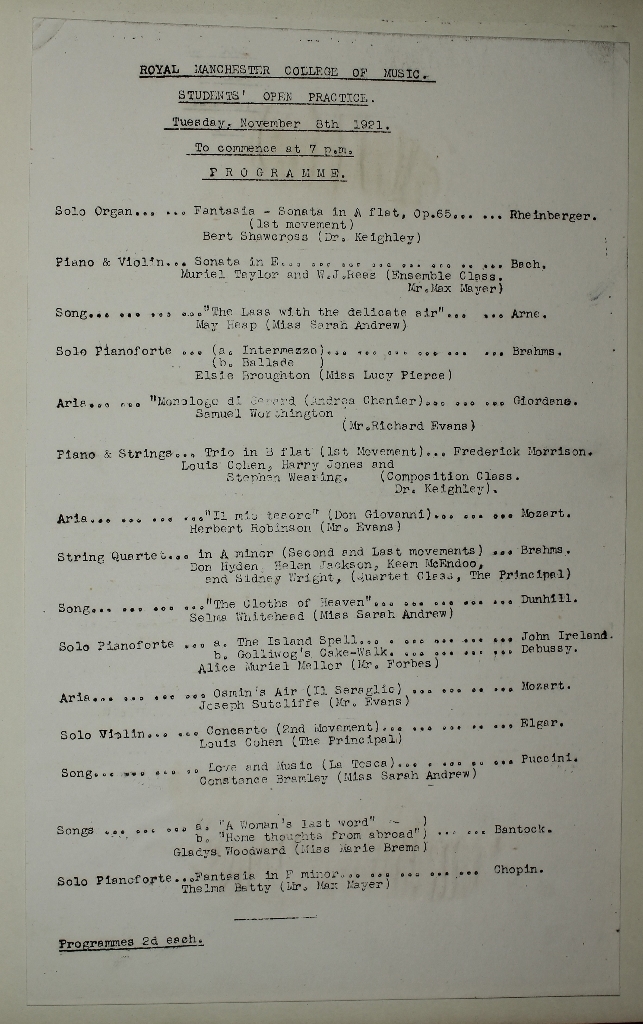 ROYAL MANCHESTER COLLEGE OF MUSIC.
STUDENTS' OPEN PRACTICE.
Tuesday, November 8th 1921.
To commence at 7 p.m.
PROGRAMME.
Solo Organ... ... Fantasia - Sonata in A flat, Op.65... ... Rheinberger.
(1st movement)
Bert Shawcross (Dr. Keighley)
Piano & Violin... Sonata in E... ... ... ... ... .. ... Bach.
Muriel Taylor and W.J.Rees (Ensemble Class.
Mr.Max Mayer)
Song... ... ... ..."The Lass with the delicate air"... ... Arne.
May Heap (Miss Sarah Andrew)
Solo Pianoforte ... (a. Intermezzo)... ... ... ... ... ... Brahms.
(b. Ballade )
Elsie Broughton (Miss Lucy Pierce)
Aria... ... "Monologo di (Andrea Chenier)... ... ... Giordano.
Samuel Worthington
(Mr.Richard Evans)
Piano & Strings... Trio in B flat (1st Movement)... Frederick Morrison.
Louis Cohen, Harry Jones and
Stephen Wearing. (Composition Class.
Dr. Keighley).
Aria... ... ... ..."Il mio tesoro" (Don Giovanni)... ... ... Mozart.
Herbert Robinson (Mr. Evans)
String Quartet... in A minor (Second and Last movements) ... Brahms.
Don Hyden, Helen Jackson, Keem McEndoo,
and Sidney Wright, (Quartet Class, The Principal)
Song... ... ... ..."The Cloths of Heaven"... ... ... ... ... Dunhill.
Selma Whitehead (Miss Sarah Andrew)
Solo Pianoforte ... a. The Island Spell... . ... ... ... ... John Ireland.
b. Golliwog's Cake-Walk. ... ... ... .. ... Debussy.
Alice Muriel Mellor (Mr. Forbes)
Aria... ... ... ... Osmin's Air (Il Seraglio) ... ... .. ... Mozart.
Joseph Sutcliffe (Mr. Evans)
Solo Violin... ... Concerto (2nd Movement)... ... ... .. ... Elgar.
Louis Cohen (The Principal)
Song... ... ... .. Love and Music (La Tosca)... . ... .. ... Puccini.
Constance Bramley (Miss Sarah Andrew)
Songs ... ... ... a. "A Woman's last word" - )
b. "Home thoughts from abroad") ... ... Bantock.
Gladys Woodward (Miss Marie Brema)
Solo Pianoforte...Fantasia in F minor... ... ... ... ... ... Chopin.
Thelma Batty (Mr. Max Mayer)
Programmes 2d each.